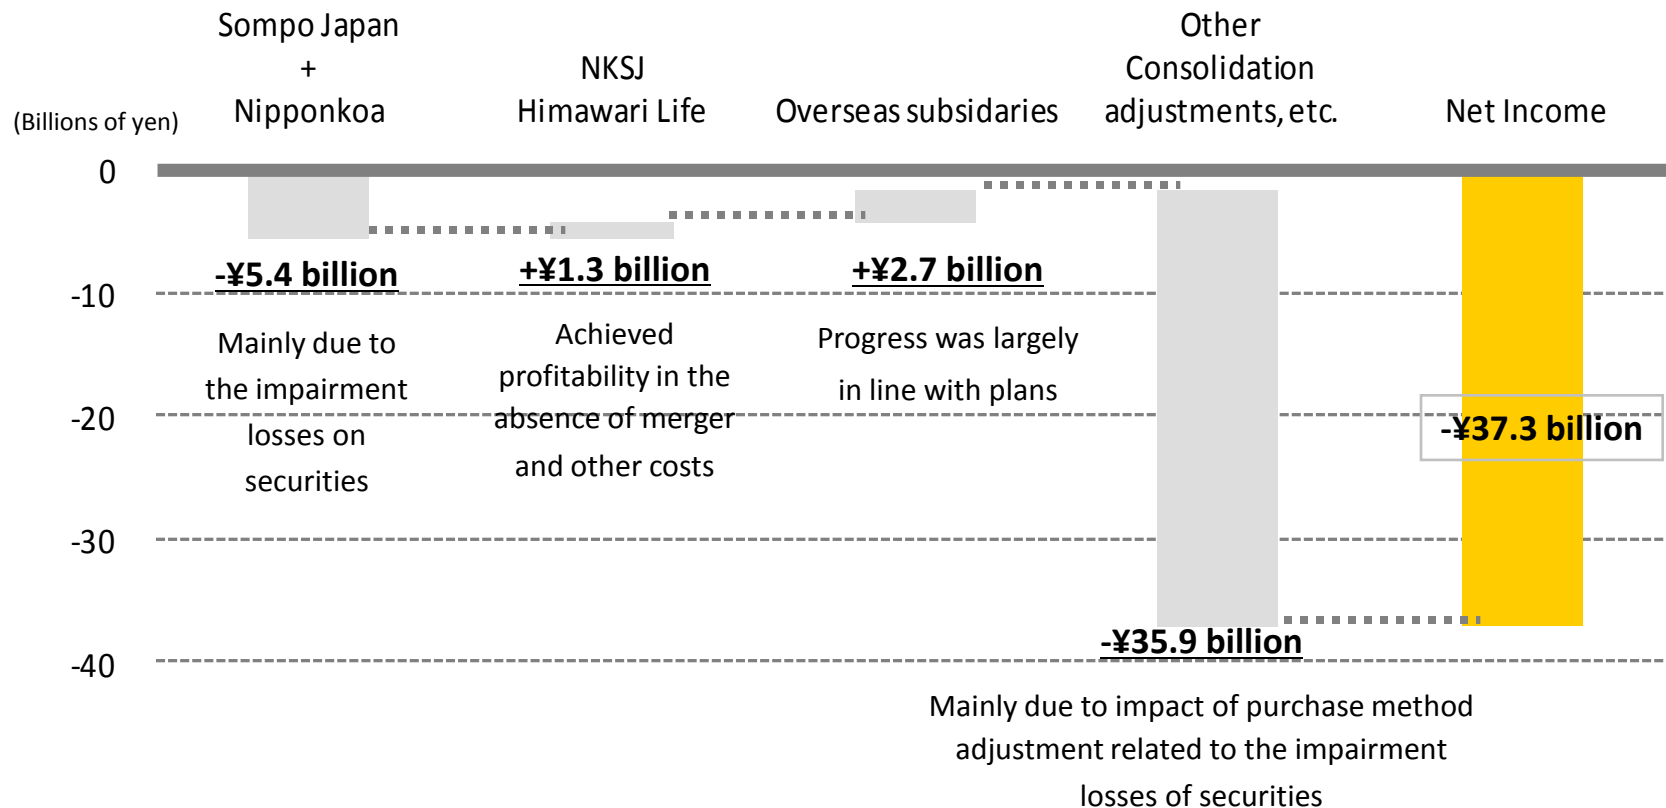 Sompo Japan
+
Nipponkoa
NKSJ
Himawari Life
Overseas subsidaries
Other
Consolidation
adjustments, etc.
Net Income
(Billions of yen)
0
-10
-20
-30
-40
-¥5.4 billion
Mainly due to
the impairment
losses on
securities
+¥1.3 billion
Achieved
profitability in the
absence of merger
and other costs
+¥2.7 billion
Progress was largely
in line with plans
-¥35.9 billion
Mainly due to impact of purchase method
adjustment related to the impairment
losses of securities
-¥37.3 billion